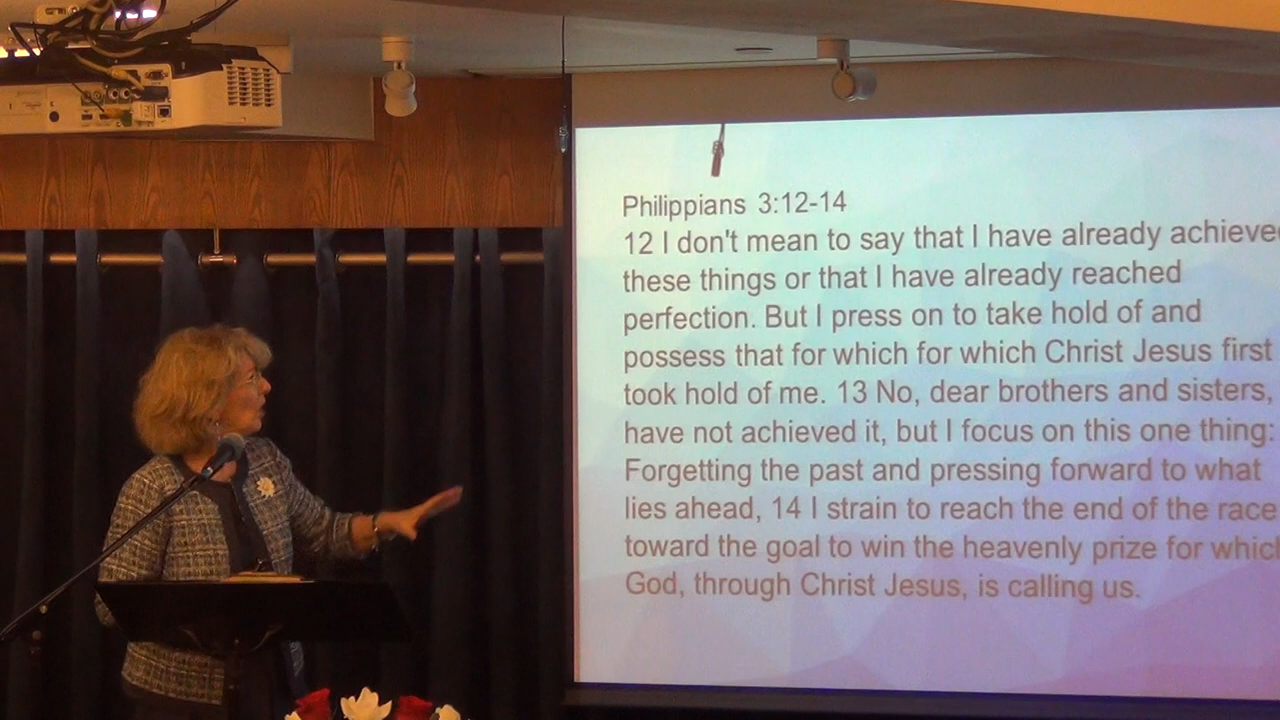 Philippians 3:12-14
12 I don't mean to say that I have already achieve
these things or that I have already reached
perfection. But I press on to take hold of and
possess that for which for which Christ Jesus first
took hold of me. 13 No, dear brothers and sisters,
have not achieved it, but I focus on this one thing:
Forgetting the past and pressing forward to what
lies ahead, 14 I strain to reach the end of the race
toward the goal to win the heavenly prize for which
God, through Christ Jesus, is calling us.